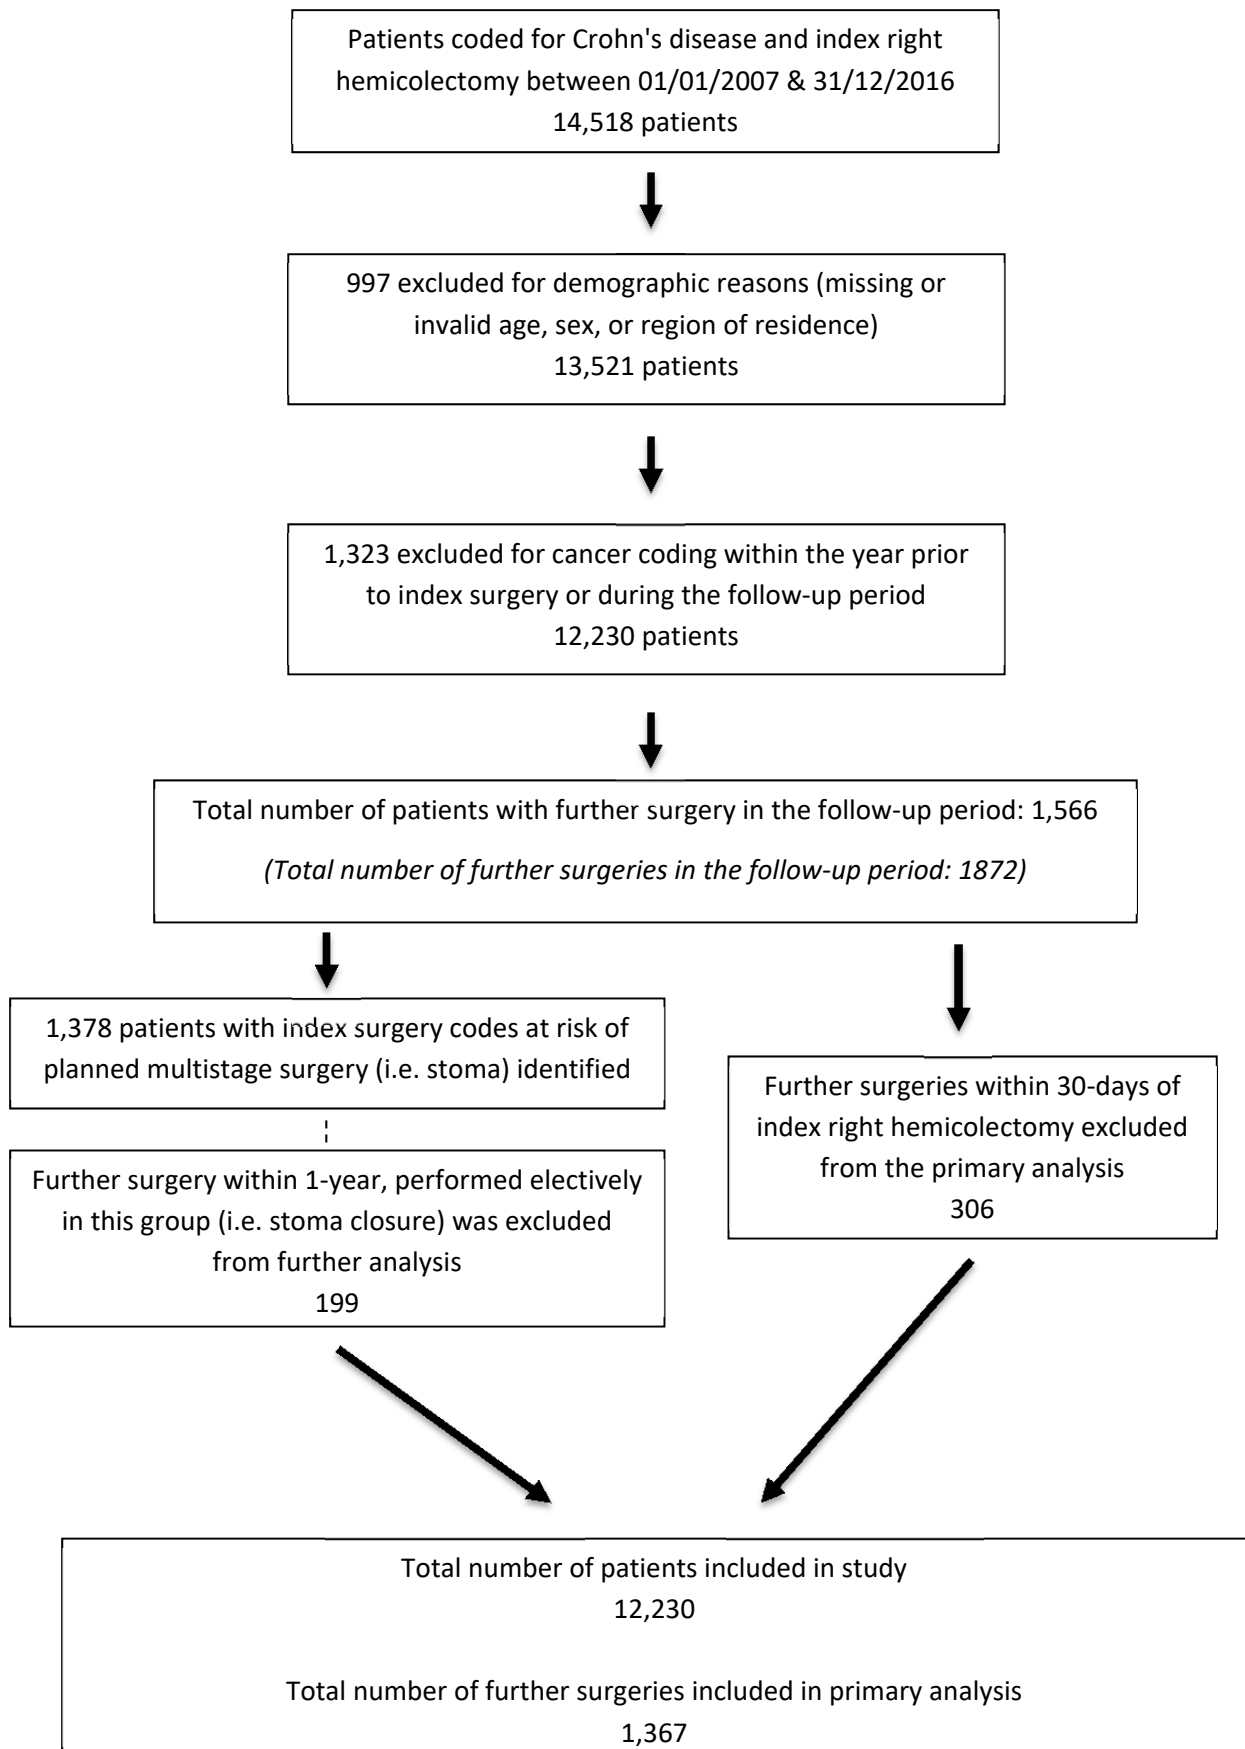 Patients coded for Crohn's disease and index right
hemicolectomy between 01/01/2007 & 31/12/2016
14,518 patients
997 excluded for demographic reasons (missing or
invalid age, sex, or region of residence)
13,521 patients
1,323 excluded for cancer coding within the year prior
to index surgery or during the follow-up period
12,230 patients
Total number of patients with further surgery in the follow-up period: 1,566
(Total number of further surgeries in the follow-up period: 1872)
1,378 patients with index surgery codes at risk of
planned multistage surgery (i.e. stoma) identified
Further surgery within 1-year, performed electively
in this group (i.e. stoma closure) was excluded
from further analysis
199
Further surgeries within 30-days of
index right hemicolectomy excluded
from the primary analysis
306
Total number of patients included in study
12,230
Total number of further surgeries included in primary analysis
1,367